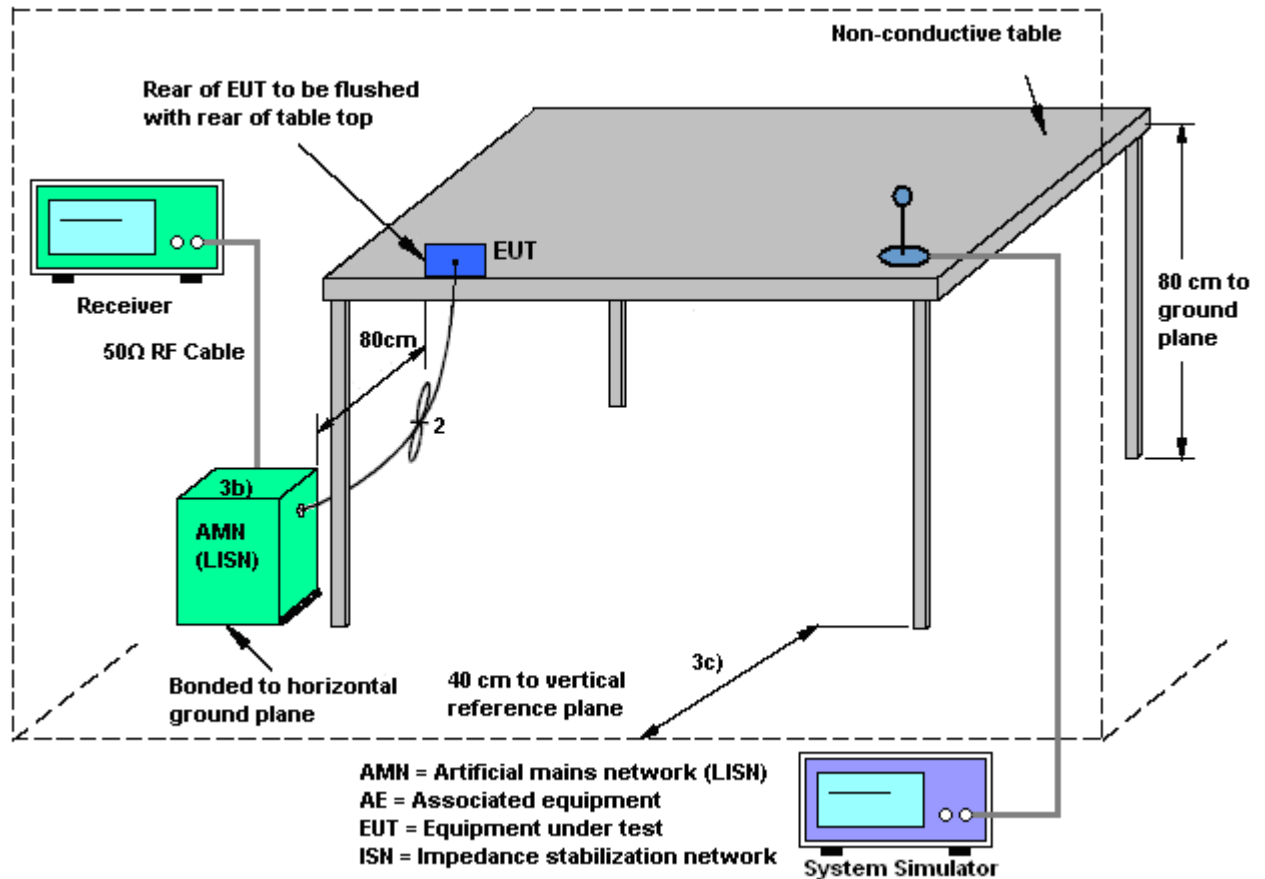 Non-conductive table
Rear of EUT to be flushed
with rear of table top
EUT
Receiver
80 cm to
ground
plane
50Ω RF Cable
80cm
2
3b)
AMN
(LISN)
3c)
Bonded to horizontal
ground plane
40 cm to vertical
reference plane
AMN = Artificial mains network (LISN)
AE = Associated equipment
EUT = Equipment under test
ISN = Impedance stabilization network
System Simulator